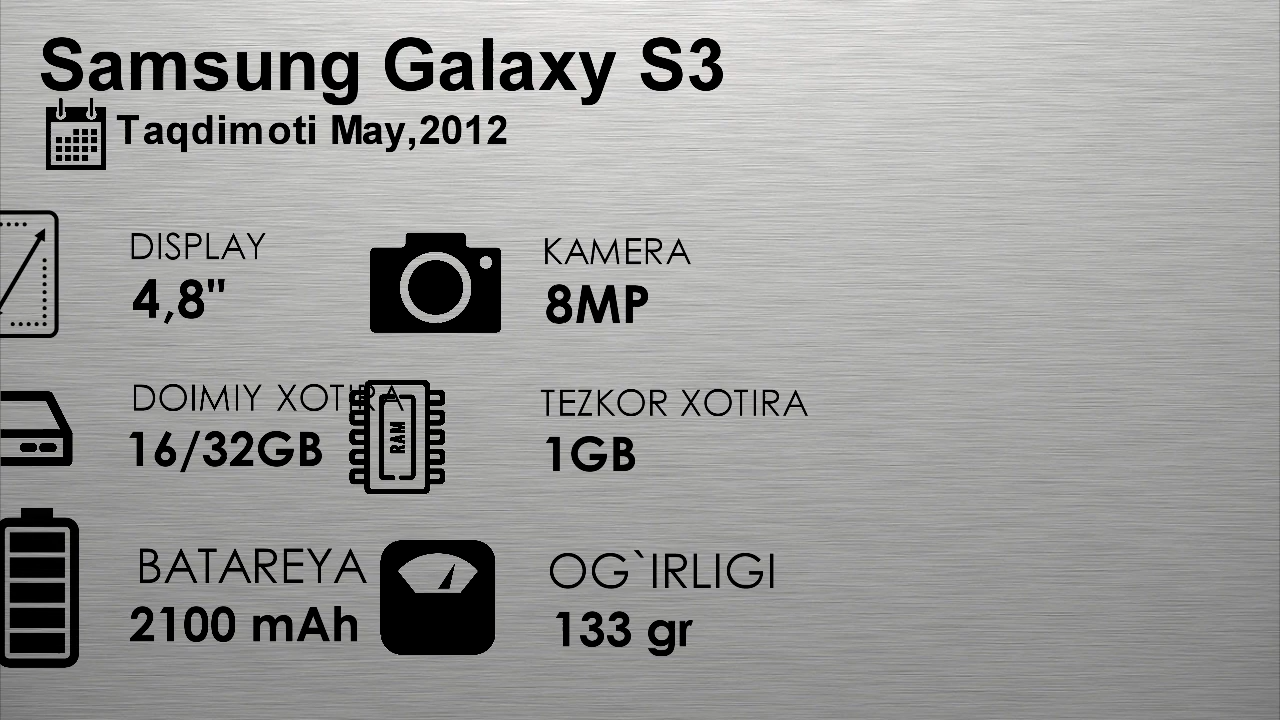 Samsung Galaxy S3
Taqdimoti May,2012
DISPLAY
4,8"
KAMERA
8MP
DOIMIY XOTIRA
16/32GB
RAM
TEZKOR XOTIRA
1GB
BATAREYA
2100 mAh
OG`IRLIGI
133 gr